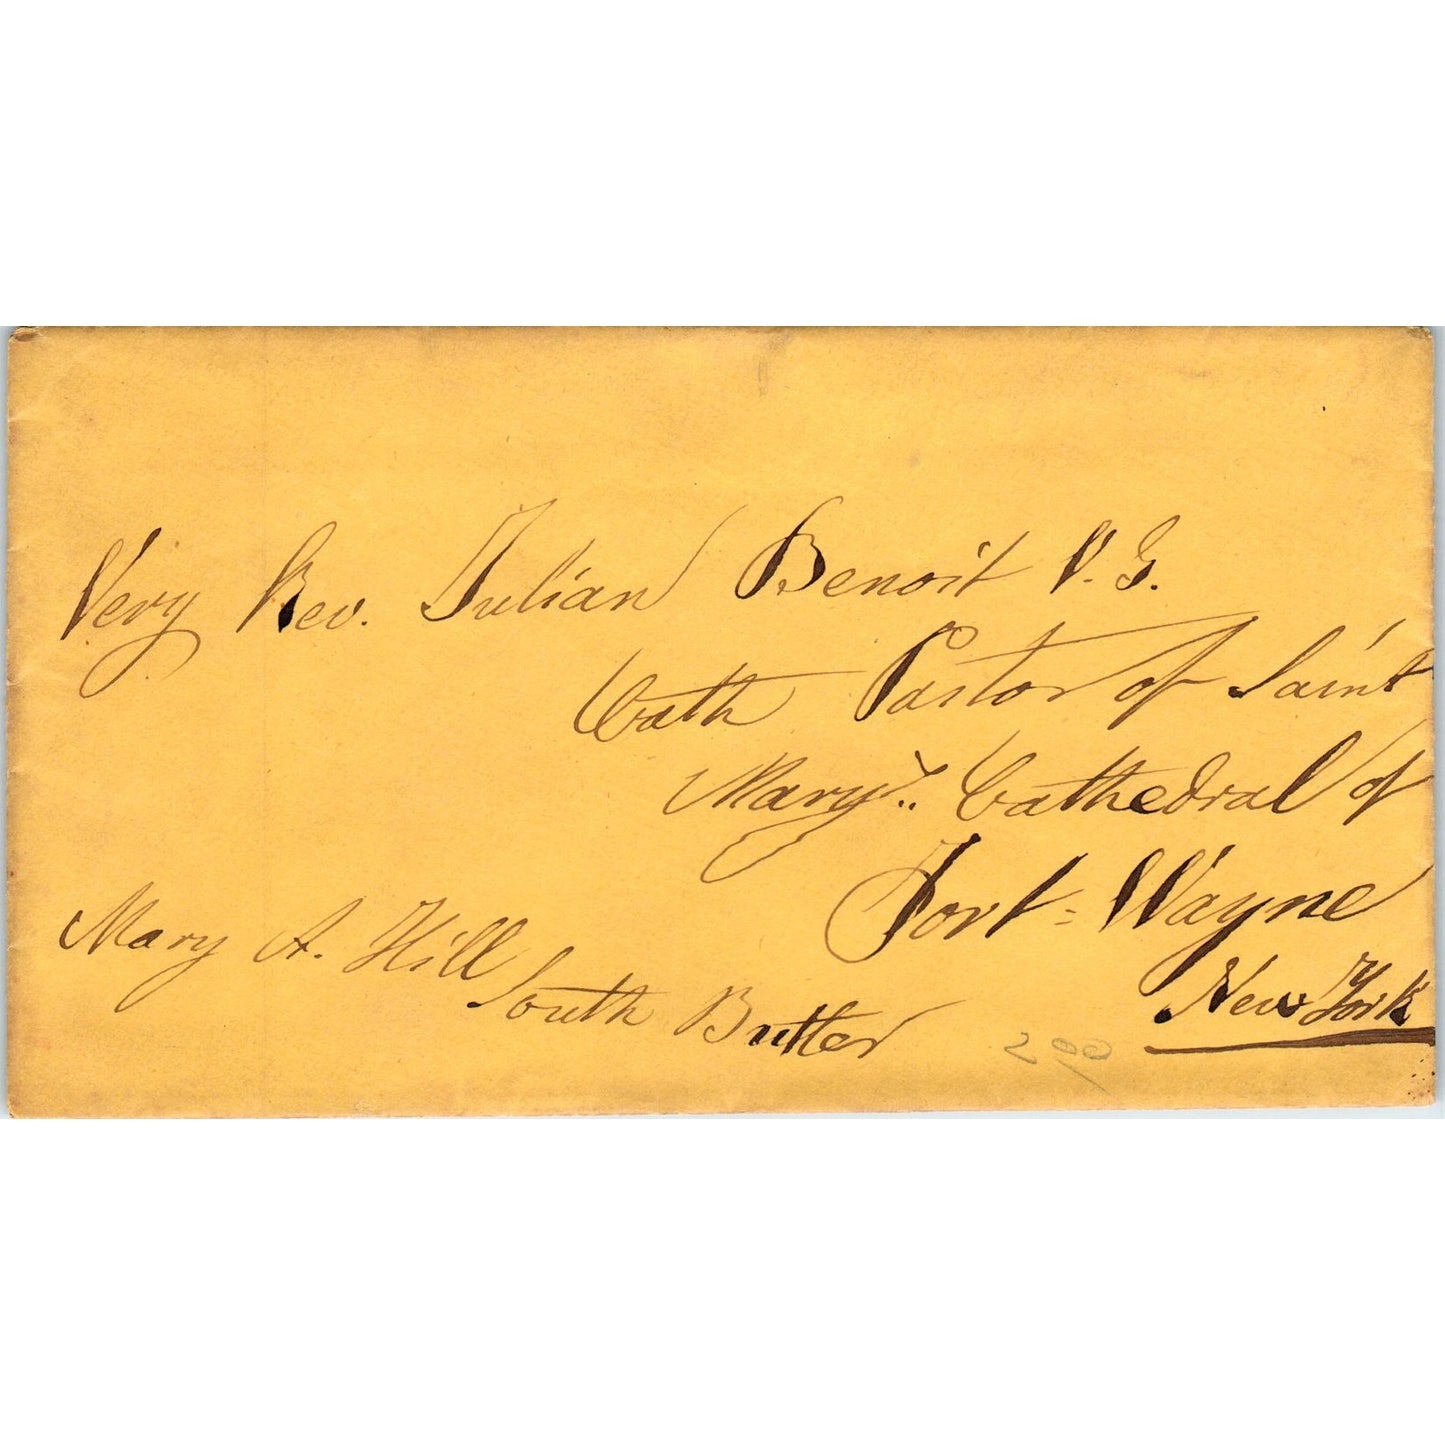 Very Rev. Julian Benoit V. G.
Cath Pastor of Saint
Mary's Cathedral of
Fort=Wayne
New York
Mary A. Hill
South Butler
200